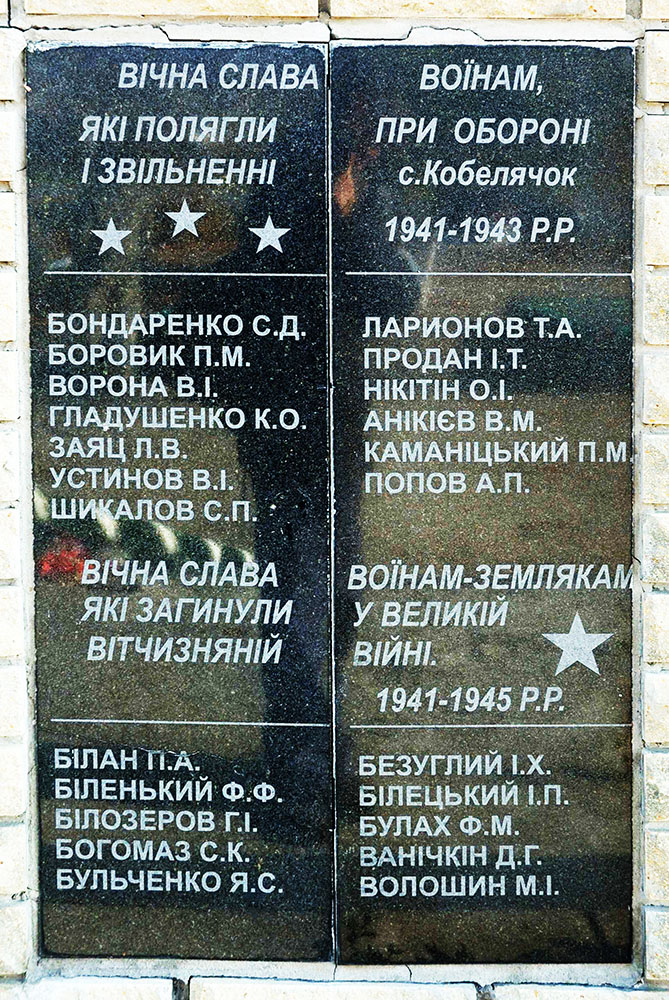 ВІЧНА СЛАВА ВОЇНАМ,
ЯКІ ПОЛЯГЛИ ПРИ ОБОРОНІ
І ЗВІЛЬНЕННІ с.Кобелячок
1941-1943 Р.Р.
БОНДАРЕНКО С.Д.
БОРОВИК П.М.
ВОРОНА В.І.
ГЛАДУШЕНКО К.О.
ЗАЯЦ Л.В.
УСТИНОВ В.І.
ШИКАЛОВ С.П.
ЛАРИОНОВ Т.А.
ПРОДАН І.Т.
НІКІТІН О.І.
АНІКІЄВ В.М.
КАМАНІЦЬКИЙ П.М.
ПОПОВ А.П.
ВІЧНА СЛАВА ВОЇНАМ-ЗЕМЛЯКАМ
ЯКІ ЗАГИНУЛИ У ВЕЛИКІЙ
ВІТЧИЗНЯНІЙ ВІЙНІ.
1941-1945 Р.Р.
БІЛАН П.А.
БІЛЕНЬКИЙ Ф.Ф.
БІЛОЗЕРОВ Г.І.
БОГОМАЗ С.К.
БУЛЬЧЕНКО Я.С.
БЕЗУГЛИЙ І.Х.
БІЛЕЦЬКИЙ І.П.
БУЛАХ Ф.М.
ВАНІЧКІН Д.Г.
ВОЛОШИН М.І.